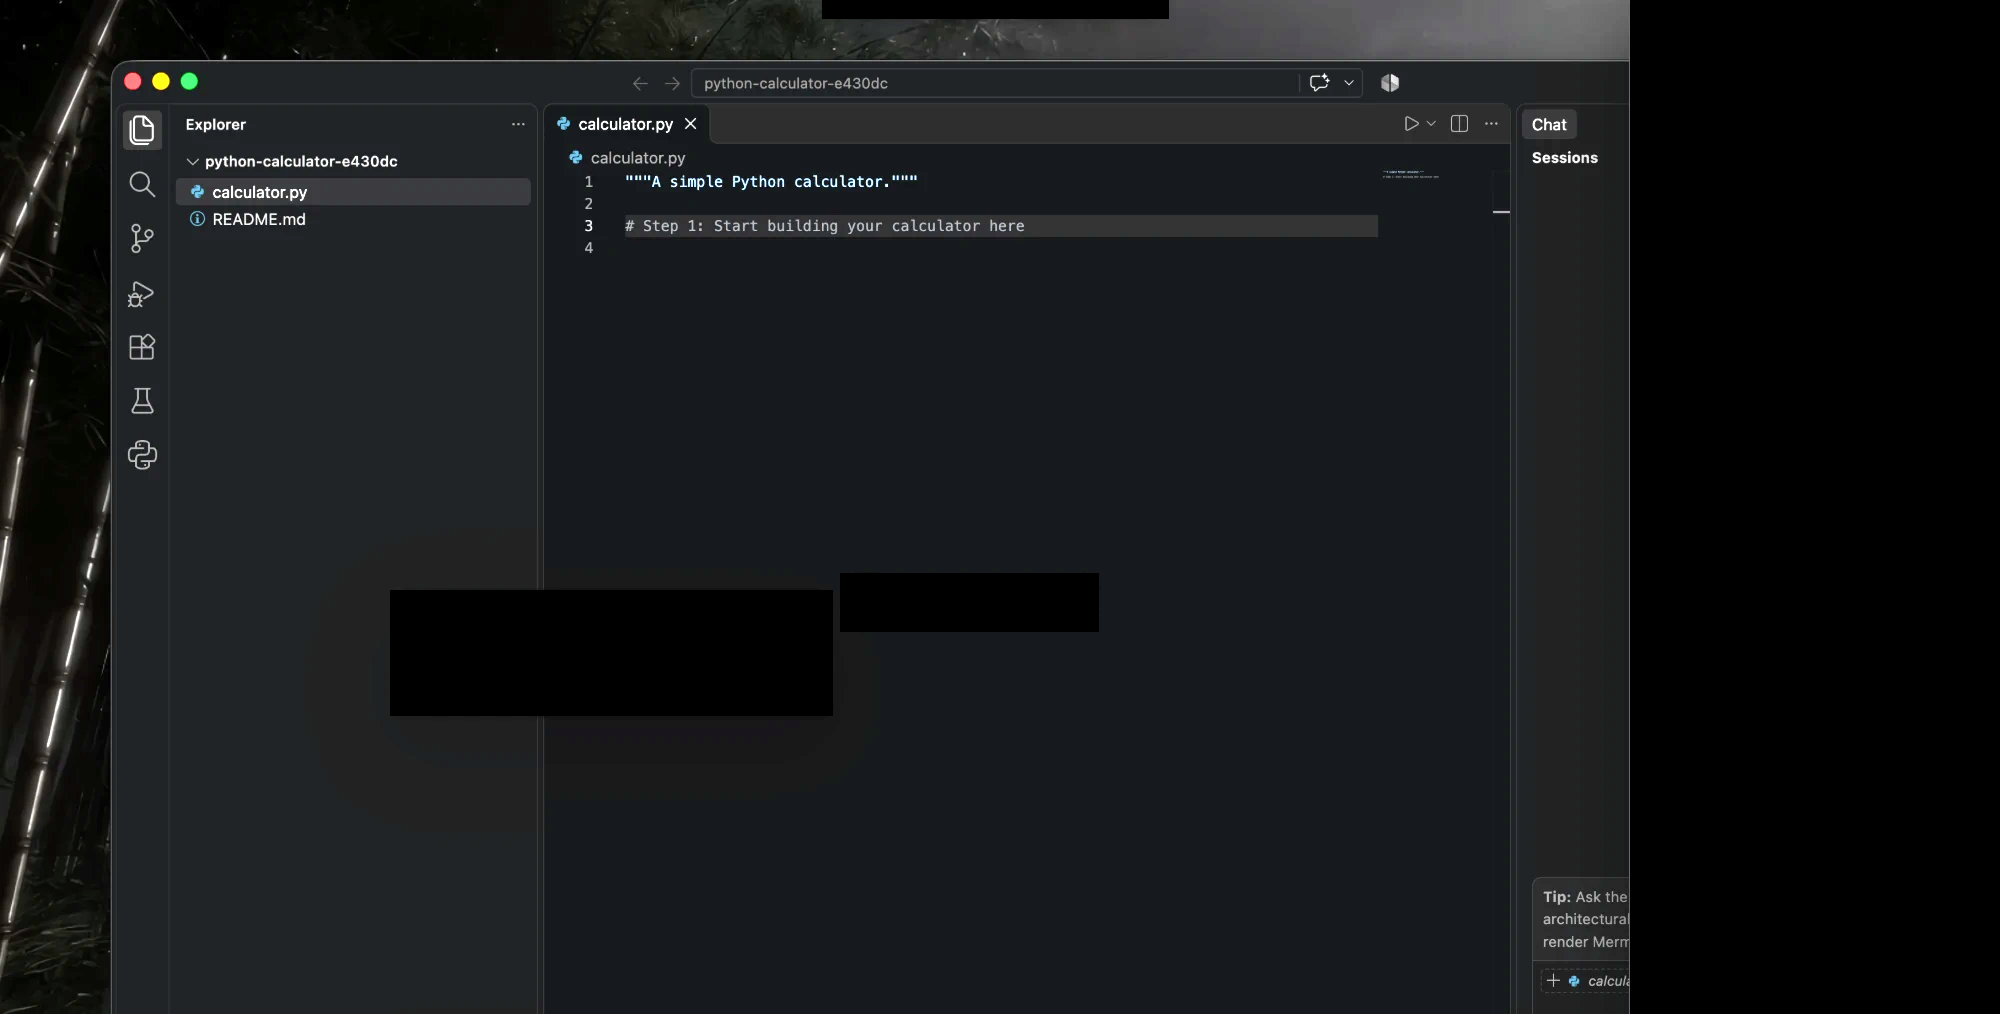 python-calculator-e430dc
Explorer
python-calculator-e430dc
calculator.py
README.md
calculator.py
calculator.py
1 """A simple Python calculator."""
2
3 # Step 1: Start building your calculator here
4
Chat
Sessions
Tip: Ask the
architectural
render Merm
calcula